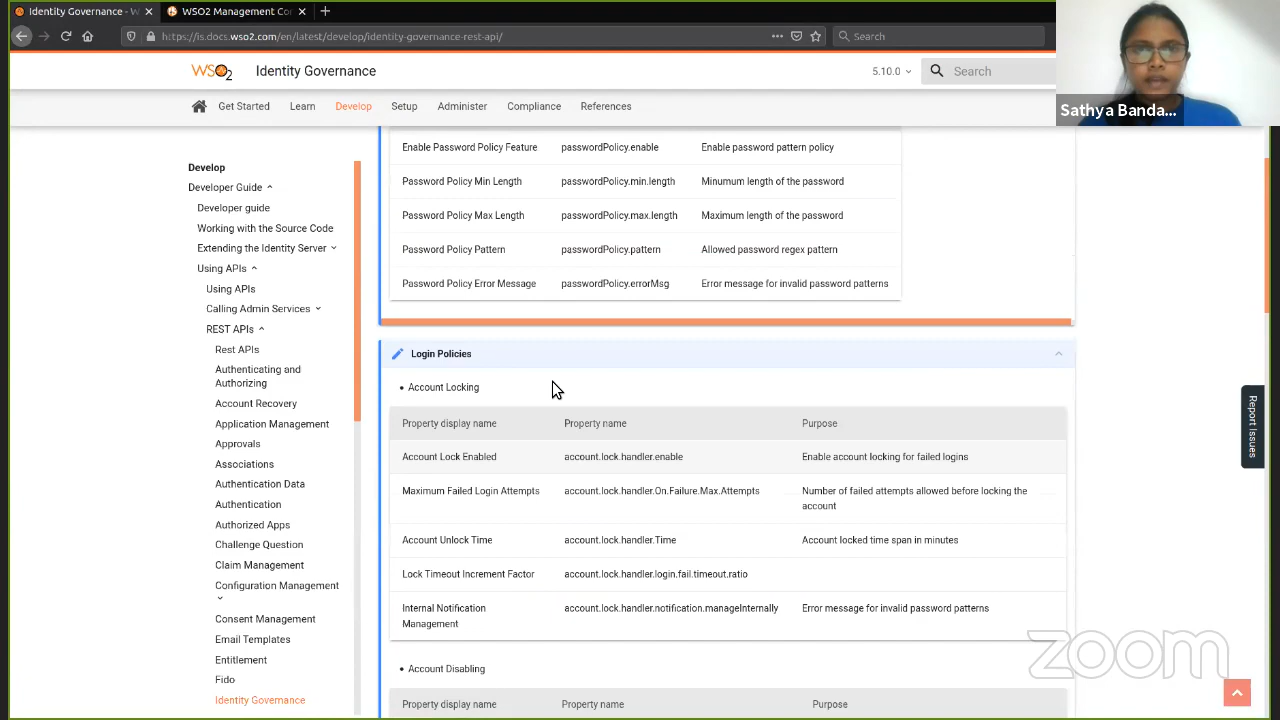 Identity Governance - W
WSO2 Management Con
https://is.docs.wso2.com/en/latest/develop/identity-governance-rest-api/
Search
WSO2
Identity Governance
5.10.0
Search
Sathya Banda...
Get Started
Learn
Develop
Setup
Administer
Compliance
References
Develop
Developer Guide
Developer guide
Working with the Source Code
Extending the Identity Server
Using APIs
Using APIs
Calling Admin Services
REST APIs
Rest APIs
Authenticating and
Authorizing
Account Recovery
Application Management
Approvals
Associations
Authentication Data
Authentication
Authorized Apps
Challenge Question
Claim Management
Configuration Management
Consent Management
Email Templates
Entitlement
Fido
Identity Governance
Enable Password Policy Feature passwordPolicy.enable Enable password pattern policy
Password Policy Min Length passwordPolicy.min.length Minumum length of the password
Password Policy Max Length passwordPolicy.max.length Maximum length of the password
Password Policy Pattern passwordPolicy.pattern Allowed password regex pattern
Password Policy Error Message passwordPolicy.errorMsg Error message for invalid password patterns
Login Policies
• Account Locking
Property display name Property name Purpose
Account Lock Enabled account.lock.handler.enable Enable account locking for failed logins
Maximum Failed Login Attempts account.lock.handler.On.Failure.Max.Attempts Number of failed attempts allowed before locking the
account
Account Unlock Time account.lock.handler.Time Account locked time span in minutes
Lock Timeout Increment Factor account.lock.handler.login.fail.timeout.ratio
Internal Notification account.lock.handler.notification.manageInternally Error message for invalid password patterns
Management
• Account Disabling
Property display name Property name Purpose
Report Issues
zoom